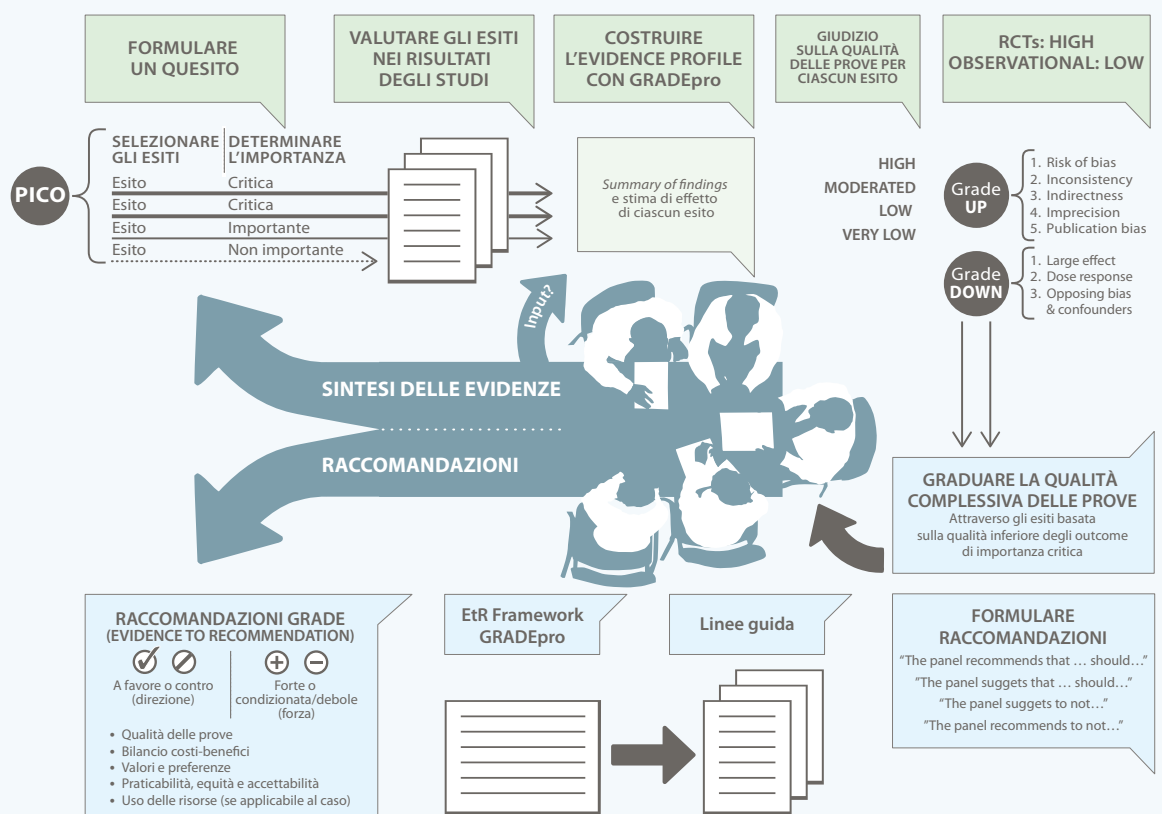 FORMULARE
UN QUESITO
VALUTARE GLI ESITI
NEI RISULTATI
DEGLI STUDI
COSTRUIRE
L'EVIDENCE PROFILE
CON GRADEpro
GIUDIZIO
SULLA QUALITÀ
DELLE PROVE PER
CIASCUN ESITO
RCTs: HIGH
OBSERVATIONAL: LOW
PICO
SELEZIONARE
GLI ESITI
DETERMINARE
L'IMPORTANZA
Esito Critica
Esito Critica
Esito Importante
Esito Non importante
Summary of findings
e stima di effetto
di ciascun esito
HIGH
MODERATED
LOW
VERY LOW
Grade
UP
1. Risk of bias
2. Inconsistency
3. Indirectness
4. Imprecision
5. Publication bias
Grade
DOWN
1. Large effect
2. Dose response
3. Opposing bias
& confounders
Input?
SINTESI DELLE EVIDENZE
RACCOMANDAZIONI
GRADUARE LA QUALITÀ
COMPLESSIVA DELLE PROVE
Attraverso gli esiti basata
sulla qualità inferiore degli outcome
di importanza critica
RACCOMANDAZIONI GRADE
(EVIDENCE TO RECOMMENDATION)
A favore o contro
(direzione)
Forte o
condizionata/debole
(forza)
• Qualità delle prove
• Bilancio costi-benefici
• Valori e preferenze
• Praticabilità, equità e accettabilità
• Uso delle risorse (se applicabile al caso)
EtR Framework
GRADEpro
Linee guida
FORMULARE
RACCOMANDAZIONI
"The panel recommends that … should…"
"The panel suggets that … should…"
"The panel suggets to not…"
"The panel recommends to not…"